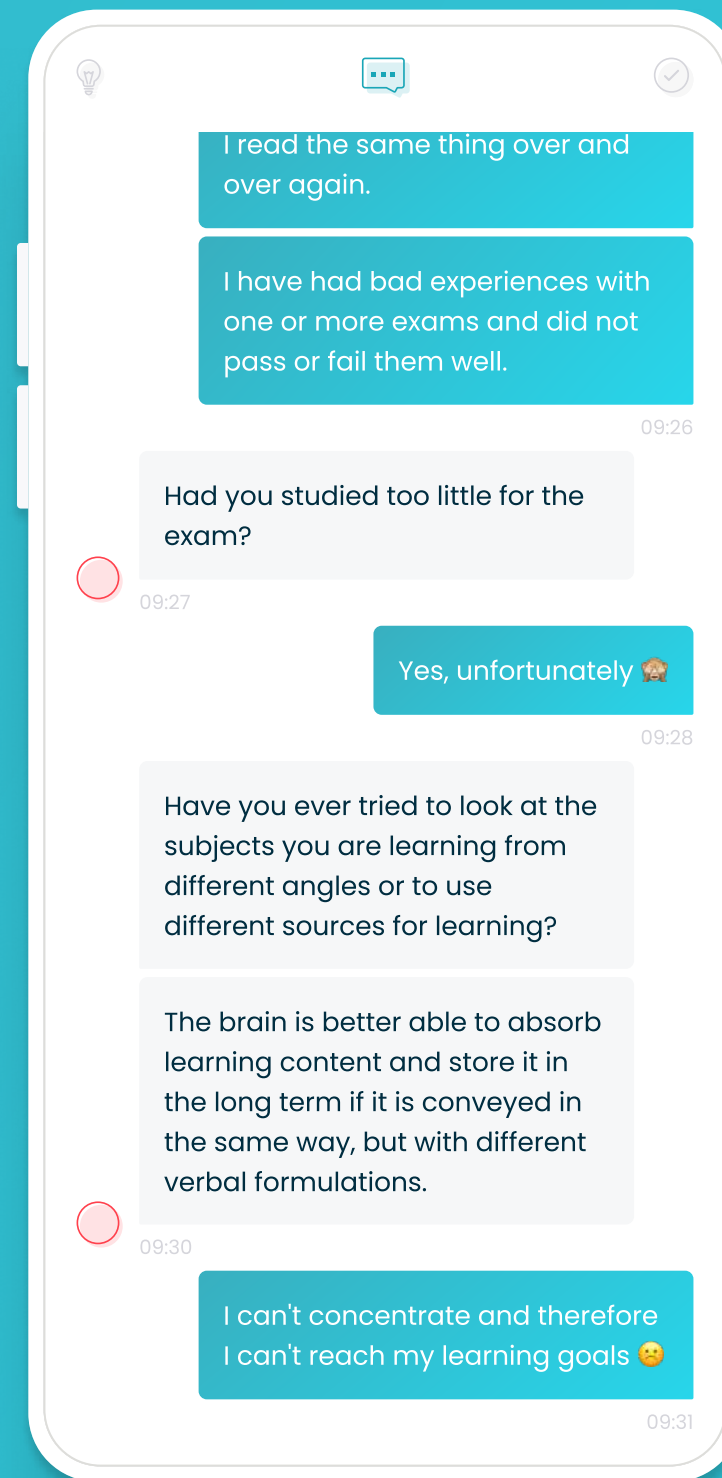 I read the same thing over and
over again.
I have had bad experiences with
one or more exams and did not
pass or fail them well.
09:26
Had you studied too little for the
exam?
09:27
Yes, unfortunately 🙈
09:28
Have you ever tried to look at the
subjects you are learning from
different angles or to use
different sources for learning?
The brain is better able to absorb
learning content and store it in
the long term if it is conveyed in
the same way, but with different
verbal formulations.
09:30
I can't concentrate and therefore
I can't reach my learning goals ☹️
09:31